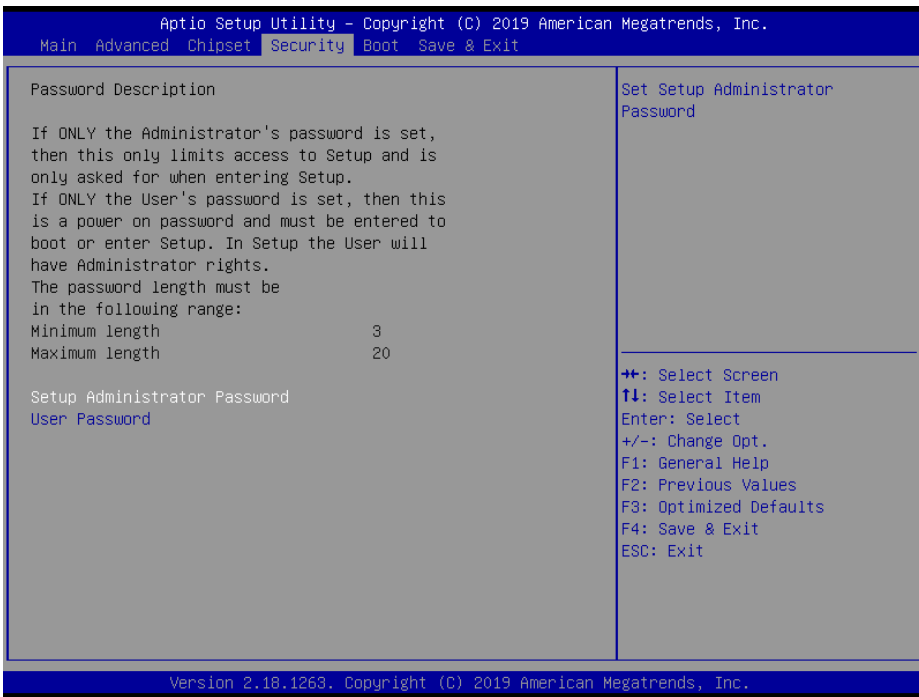 Aptio Setup Utility – Copyright (C) 2019 American Megatrends, Inc.
Main Advanced Chipset Security Boot Save & Exit
Password Description
If ONLY the Administrator's password is set,
then this only limits access to Setup and is
only asked for when entering Setup.
If ONLY the User's password is set, then this
is a power on password and must be entered to
boot or enter Setup. In Setup the User will
have Administrator rights.
The password length must be
in the following range:
Minimum length 3
Maximum length 20
Setup Administrator Password
User Password
Set Setup Administrator
Password
→←: Select Screen
↑↓: Select Item
Enter: Select
+/-: Change Opt.
F1: General Help
F2: Previous Values
F3: Optimized Defaults
F4: Save & Exit
ESC: Exit
Version 2.18.1263. Copyright (C) 2019 American Megatrends, Inc.